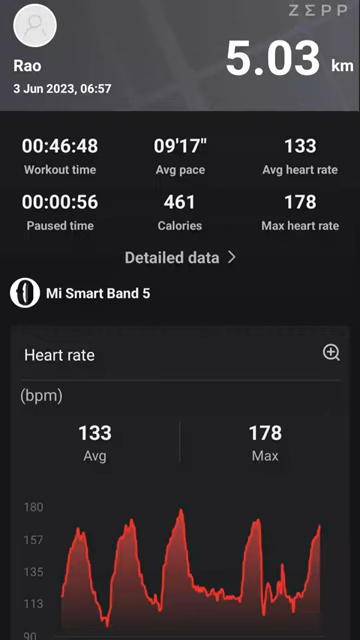 ZΣPP
5.03 km
Rao
3 Jun 2023, 06:57
00:46:48 09'17" 133
Workout time Avg pace Avg heart rate
00:00:56 461 178
Paused time Calories Max heart rate
Detailed data >
Mi Smart Band 5
Heart rate
(bpm)
133 178
Avg Max
180
157
135
113
90